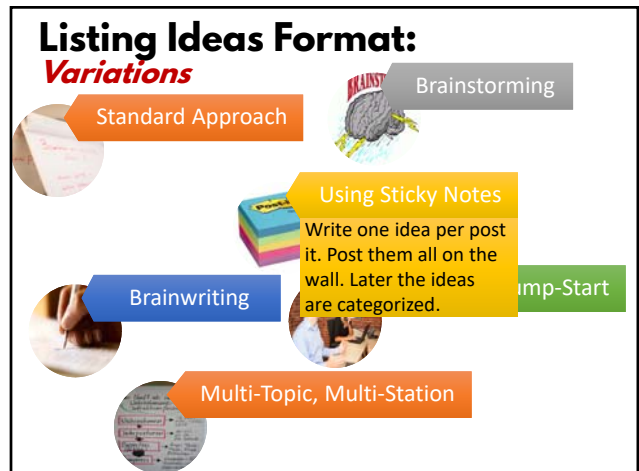 Listing Ideas Format:
Variations
Standard Approach
Brainstorming
Using Sticky Notes
Write one idea per post
it. Post them all on the
wall. Later the ideas
are categorized.
Brainwriting
ump-Start
Multi-Topic, Multi-Station